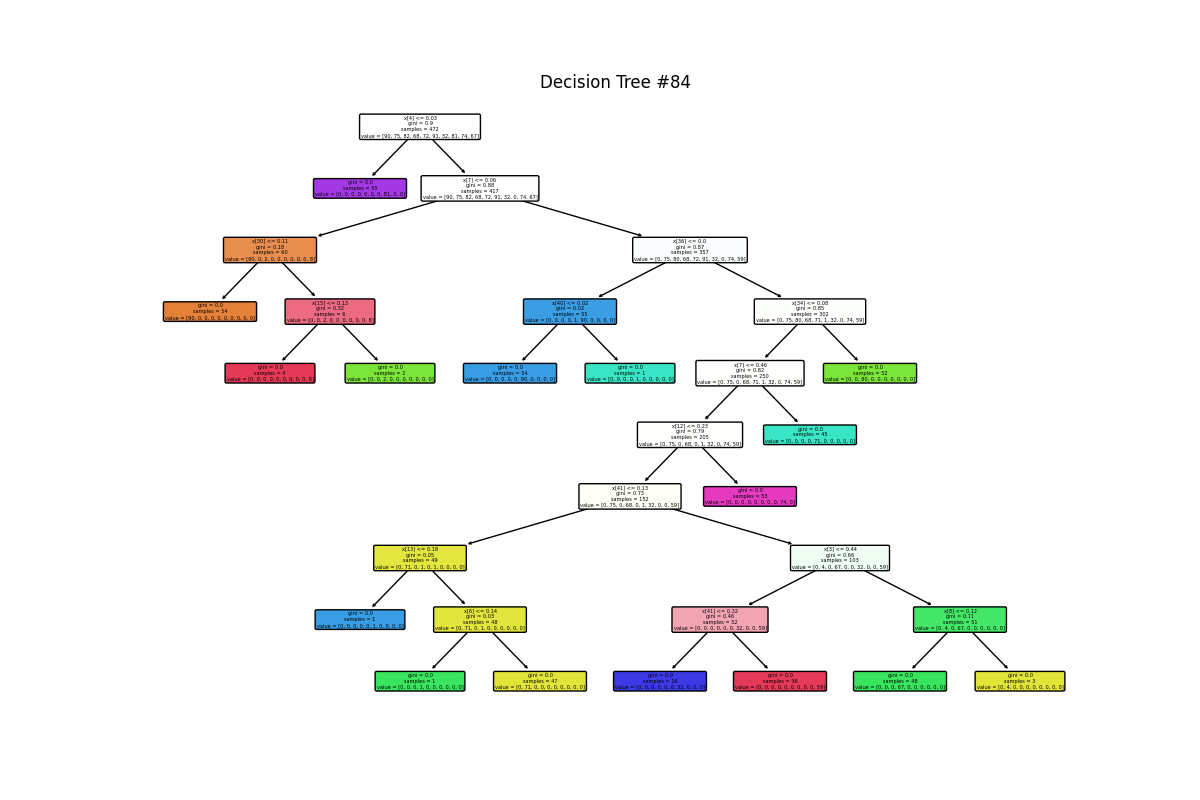 Decision Tree #84
x[4] <= 0.03
gini = 0.9
samples = 472
value = [90, 75, 82, 68, 72, 91, 32, 81, 74, 67]
gini = 0.0
samples = 55
value = [0, 0, 0, 0, 0, 0, 0, 81, 0, 0]
x[7] <= 0.06
gini = 0.88
samples = 417
value = [90, 75, 82, 68, 72, 91, 32, 0, 74, 67]
x[30] <= 0.11
gini = 0.18
samples = 60
value = [90, 0, 2, 0, 0, 0, 0, 0, 0, 8]
x[36] <= 0.0
gini = 0.87
samples = 357
value = [0, 75, 80, 68, 72, 91, 32, 0, 74, 59]
gini = 0.0
samples = 54
value = [90, 0, 0, 0, 0, 0, 0, 0, 0, 0]
x[15] <= 0.13
gini = 0.32
samples = 6
value = [0, 0, 2, 0, 0, 0, 0, 0, 0, 8]
x[40] <= 0.02
gini = 0.02
samples = 55
value = [0, 0, 0, 0, 1, 90, 0, 0, 0, 0]
x[34] <= 0.08
gini = 0.85
samples = 302
value = [0, 75, 80, 68, 71, 1, 32, 0, 74, 59]
gini = 0.0
samples = 4
value = [0, 0, 0, 0, 0, 0, 0, 0, 0, 8]
gini = 0.0
samples = 2
value = [0, 0, 2, 0, 0, 0, 0, 0, 0, 0]
gini = 0.0
samples = 54
value = [0, 0, 0, 0, 0, 90, 0, 0, 0, 0]
gini = 0.0
samples = 1
value = [0, 0, 0, 0, 1, 0, 0, 0, 0, 0]
x[7] <= 0.46
gini = 0.82
samples = 250
value = [0, 75, 0, 68, 71, 1, 32, 0, 74, 59]
gini = 0.0
samples = 52
value = [0, 0, 80, 0, 0, 0, 0, 0, 0, 0]
x[12] <= 0.23
gini = 0.79
samples = 205
value = [0, 75, 0, 68, 0, 1, 32, 0, 74, 59]
gini = 0.0
samples = 45
value = [0, 0, 0, 0, 71, 0, 0, 0, 0, 0]
x[41] <= 0.13
gini = 0.73
samples = 152
value = [0, 75, 0, 68, 0, 1, 32, 0, 0, 59]
gini = 0.0
samples = 53
value = [0, 0, 0, 0, 0, 0, 0, 0, 74, 0]
x[13] <= 0.18
gini = 0.05
samples = 49
value = [0, 71, 0, 1, 0, 1, 0, 0, 0, 0]
x[3] <= 0.44
gini = 0.66
samples = 103
value = [0, 4, 0, 67, 0, 0, 32, 0, 0, 59]
gini = 0.0
samples = 1
value = [0, 0, 0, 0, 0, 1, 0, 0, 0, 0]
x[6] <= 0.14
gini = 0.03
samples = 48
value = [0, 71, 0, 1, 0, 0, 0, 0, 0, 0]
x[41] <= 0.32
gini = 0.46
samples = 52
value = [0, 0, 0, 0, 0, 0, 32, 0, 0, 59]
x[8] <= 0.12
gini = 0.11
samples = 51
value = [0, 4, 0, 67, 0, 0, 0, 0, 0, 0]
gini = 0.0
samples = 1
value = [0, 0, 0, 1, 0, 0, 0, 0, 0, 0]
gini = 0.0
samples = 47
value = [0, 71, 0, 0, 0, 0, 0, 0, 0, 0]
gini = 0.0
samples = 16
value = [0, 0, 0, 0, 0, 0, 32, 0, 0, 0]
gini = 0.0
samples = 36
value = [0, 0, 0, 0, 0, 0, 0, 0, 0, 59]
gini = 0.0
samples = 48
value = [0, 0, 0, 67, 0, 0, 0, 0, 0, 0]
gini = 0.0
samples = 3
value = [0, 4, 0, 0, 0, 0, 0, 0, 0, 0]